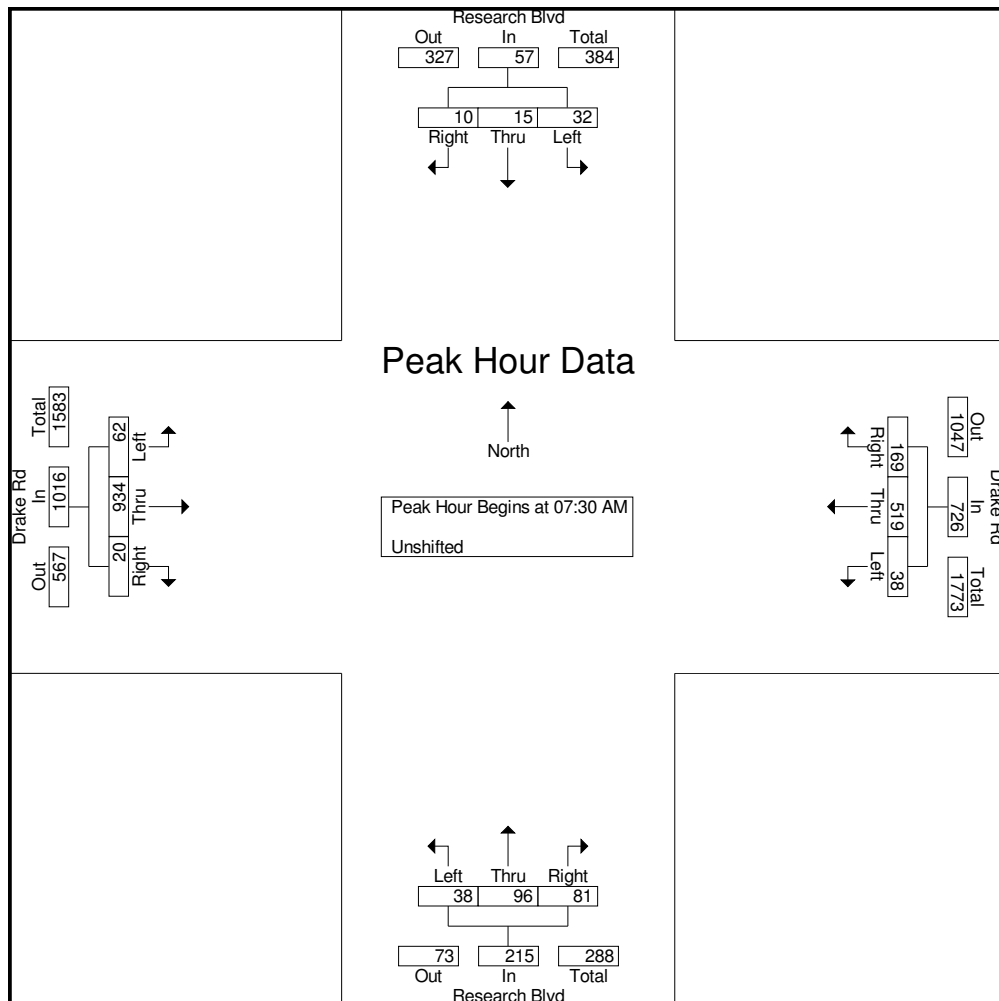 Research Blvd
Out In Total
327 57 384
10 15 32
Right Thru Left
Peak Hour Data
North
Peak Hour Begins at 07:30 AM
Unshifted
Drake Rd
Total In Out
1583 1016 567
62 934 20
Left Thru Right
Right Thru Left
169 519 38
Out In Total
1047 726 1773
Drake Rd
Left Thru Right
38 96 81
73 215 288
Out In Total
Research Blvd